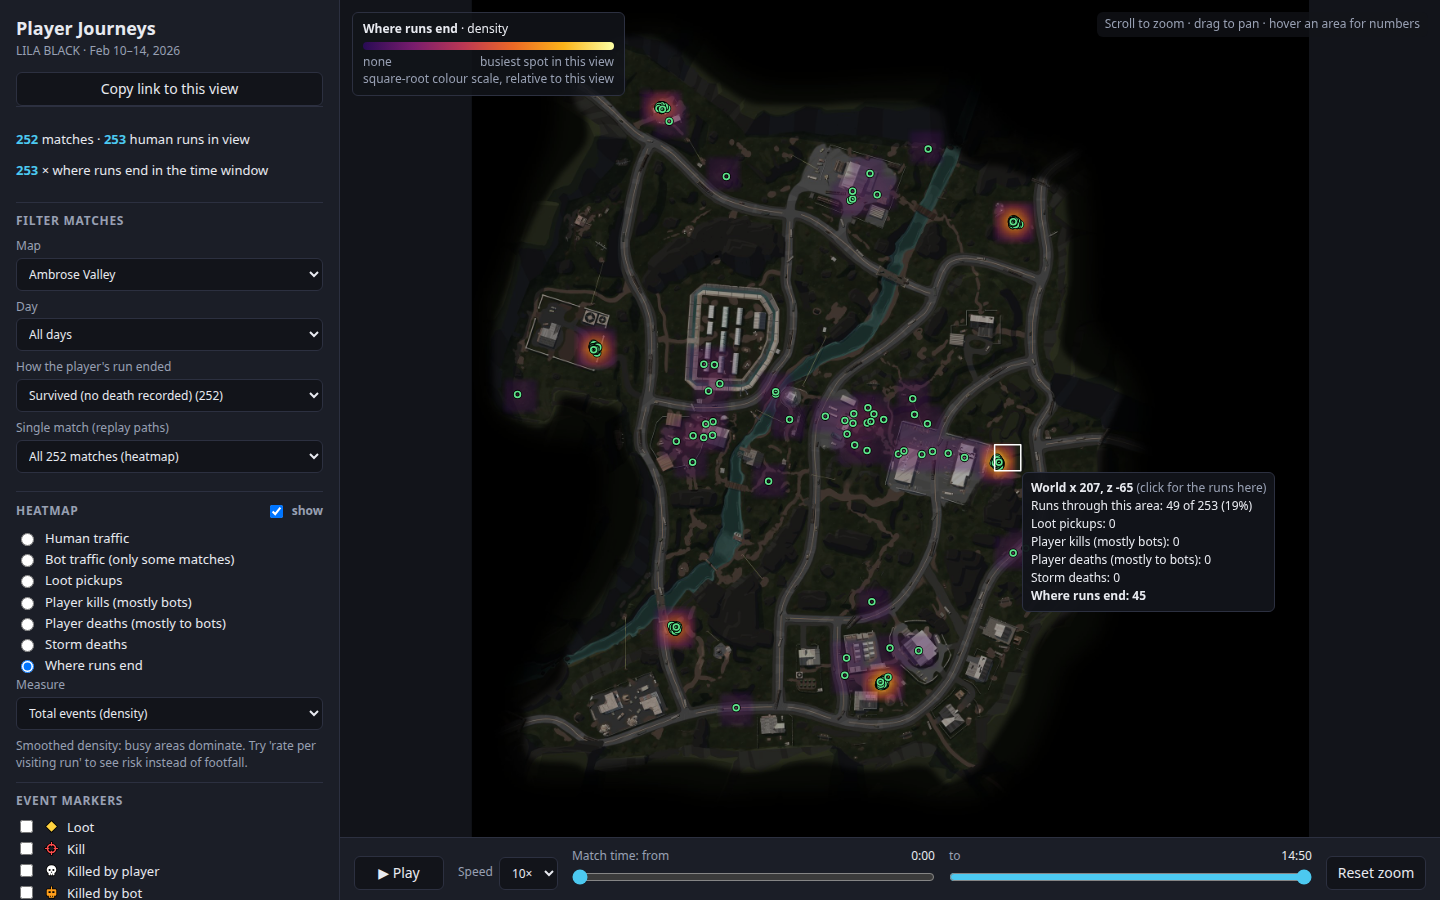 Player Journeys
LILA BLACK · Feb 10–14, 2026
Copy link to this view
252 matches · 253 human runs in view
253 × where runs end in the time window
FILTER MATCHES
Map
Ambrose Valley
Day
All days
How the player's run ended
Survived (no death recorded) (252)
Single match (replay paths)
All 252 matches (heatmap)
HEATMAP
show
Human traffic
Bot traffic (only some matches)
Loot pickups
Player kills (mostly bots)
Player deaths (mostly to bots)
Storm deaths
Where runs end
Measure
Total events (density)
Smoothed density: busy areas dominate. Try 'rate per
visiting run' to see risk instead of footfall.
EVENT MARKERS
Loot
Kill
Killed by player
Killed by bot
Where runs end · density
none busiest spot in this view
square-root colour scale, relative to this view
Scroll to zoom · drag to pan · hover an area for numbers
World x 207, z -65 (click for the runs here)
Runs through this area: 49 of 253 (19%)
Loot pickups: 0
Player kills (mostly bots): 0
Player deaths (mostly to bots): 0
Storm deaths: 0
Where runs end: 45
▶ Play
Speed
10×
Match time: from 0:00
to 14:50
Reset zoom